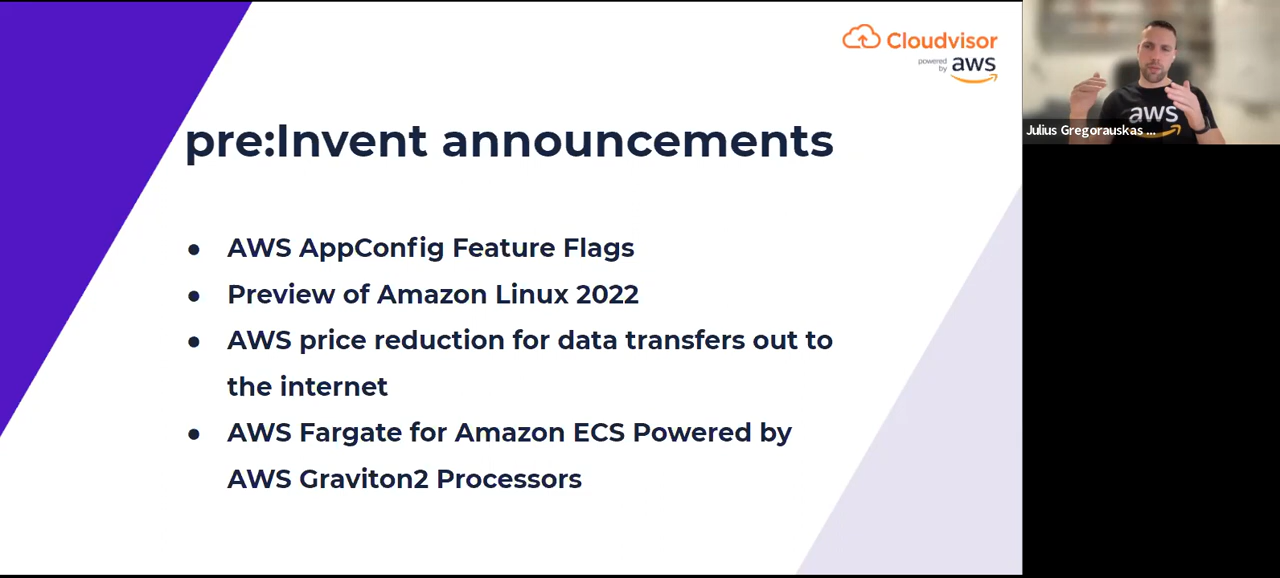 Cloudvisor
powered
by
aws
pre:Invent announcements
● AWS AppConfig Feature Flags
● Preview of Amazon Linux 2022
● AWS price reduction for data transfers out to
the internet
● AWS Fargate for Amazon ECS Powered by
AWS Graviton2 Processors
aws
Julius Gregorauskas ...